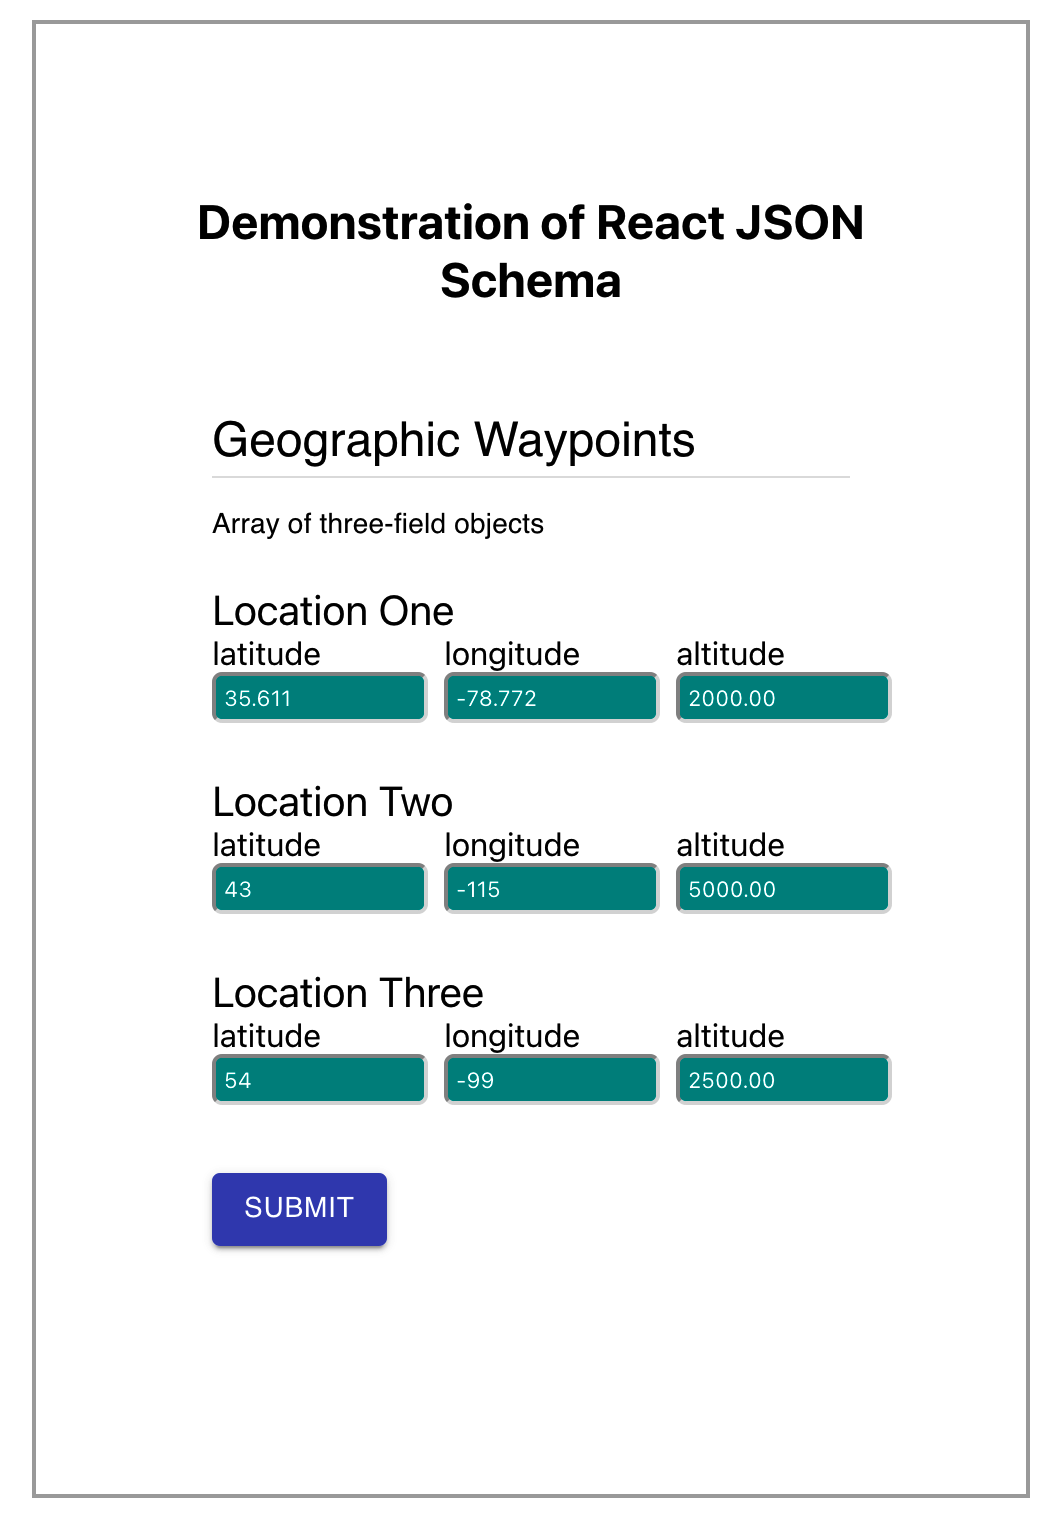 Demonstration of React JSON
Schema
Geographic Waypoints
Array of three-field objects
Location One
latitude longitude altitude
35.611 -78.772 2000.00
Location Two
latitude longitude altitude
43 -115 5000.00
Location Three
latitude longitude altitude
54 -99 2500.00
SUBMIT